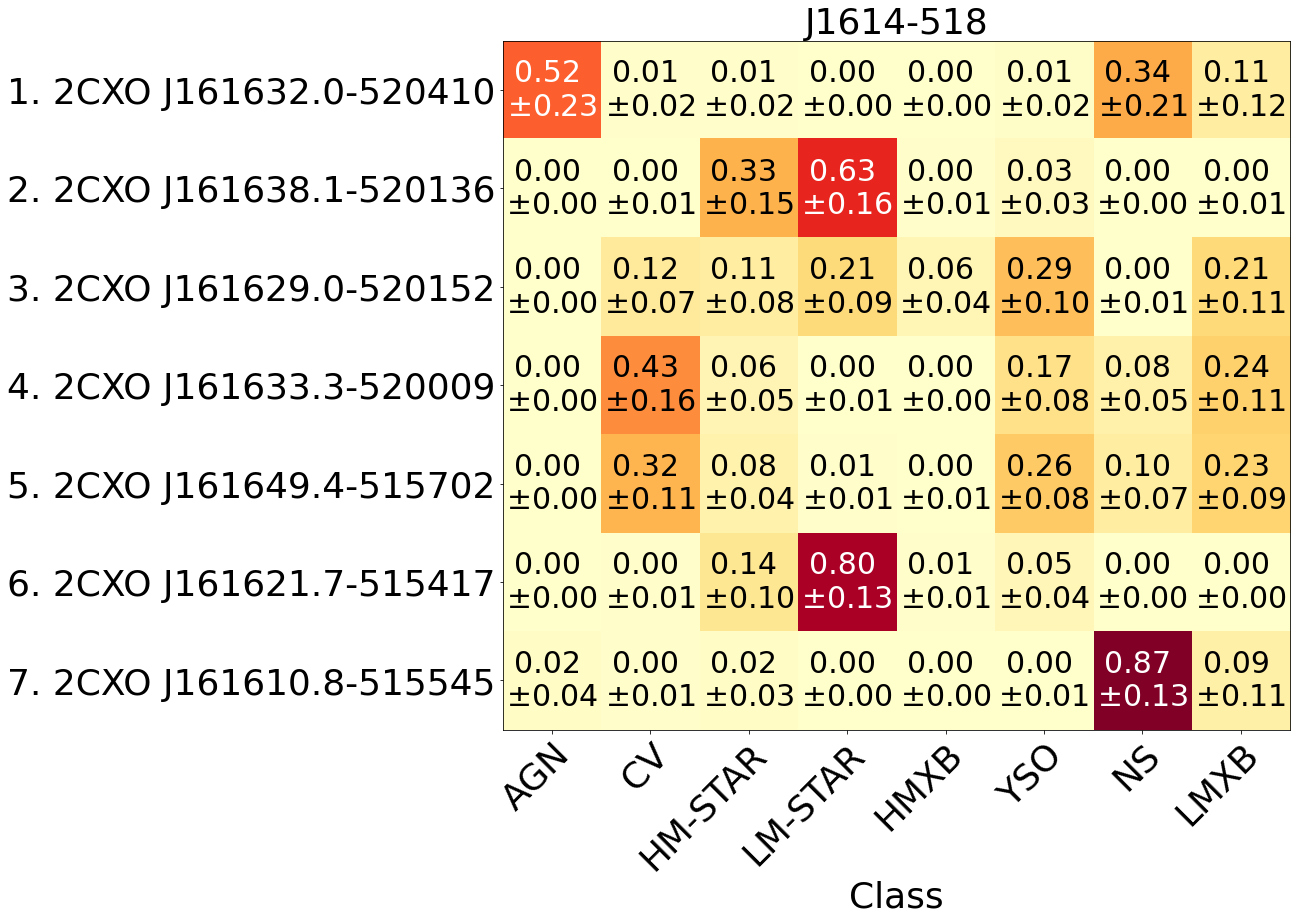 J1614-518
1. 2CXO J161632.0-520410
0.52 0.01 0.01 0.00 0.00 0.01 0.34 0.11
±0.23 ±0.02 ±0.02 ±0.00 ±0.00 ±0.02 ±0.21 ±0.12
2. 2CXO J161638.1-520136
0.00 0.00 0.33 0.63 0.00 0.03 0.00 0.00
±0.00 ±0.01 ±0.15 ±0.16 ±0.01 ±0.03 ±0.00 ±0.01
3. 2CXO J161629.0-520152
0.00 0.12 0.11 0.21 0.06 0.29 0.00 0.21
±0.00 ±0.07 ±0.08 ±0.09 ±0.04 ±0.10 ±0.01 ±0.11
4. 2CXO J161633.3-520009
0.00 0.43 0.06 0.00 0.00 0.17 0.08 0.24
±0.00 ±0.16 ±0.05 ±0.01 ±0.00 ±0.08 ±0.05 ±0.11
5. 2CXO J161649.4-515702
0.00 0.32 0.08 0.01 0.00 0.26 0.10 0.23
±0.00 ±0.11 ±0.04 ±0.01 ±0.01 ±0.08 ±0.07 ±0.09
6. 2CXO J161621.7-515417
0.00 0.00 0.14 0.80 0.01 0.05 0.00 0.00
±0.00 ±0.01 ±0.10 ±0.13 ±0.01 ±0.04 ±0.00 ±0.00
7. 2CXO J161610.8-515545
0.02 0.00 0.02 0.00 0.00 0.00 0.87 0.09
±0.04 ±0.01 ±0.03 ±0.00 ±0.00 ±0.01 ±0.13 ±0.11
AGN CV HM-STAR LM-STAR HMXB YSO NS LMXB
Class